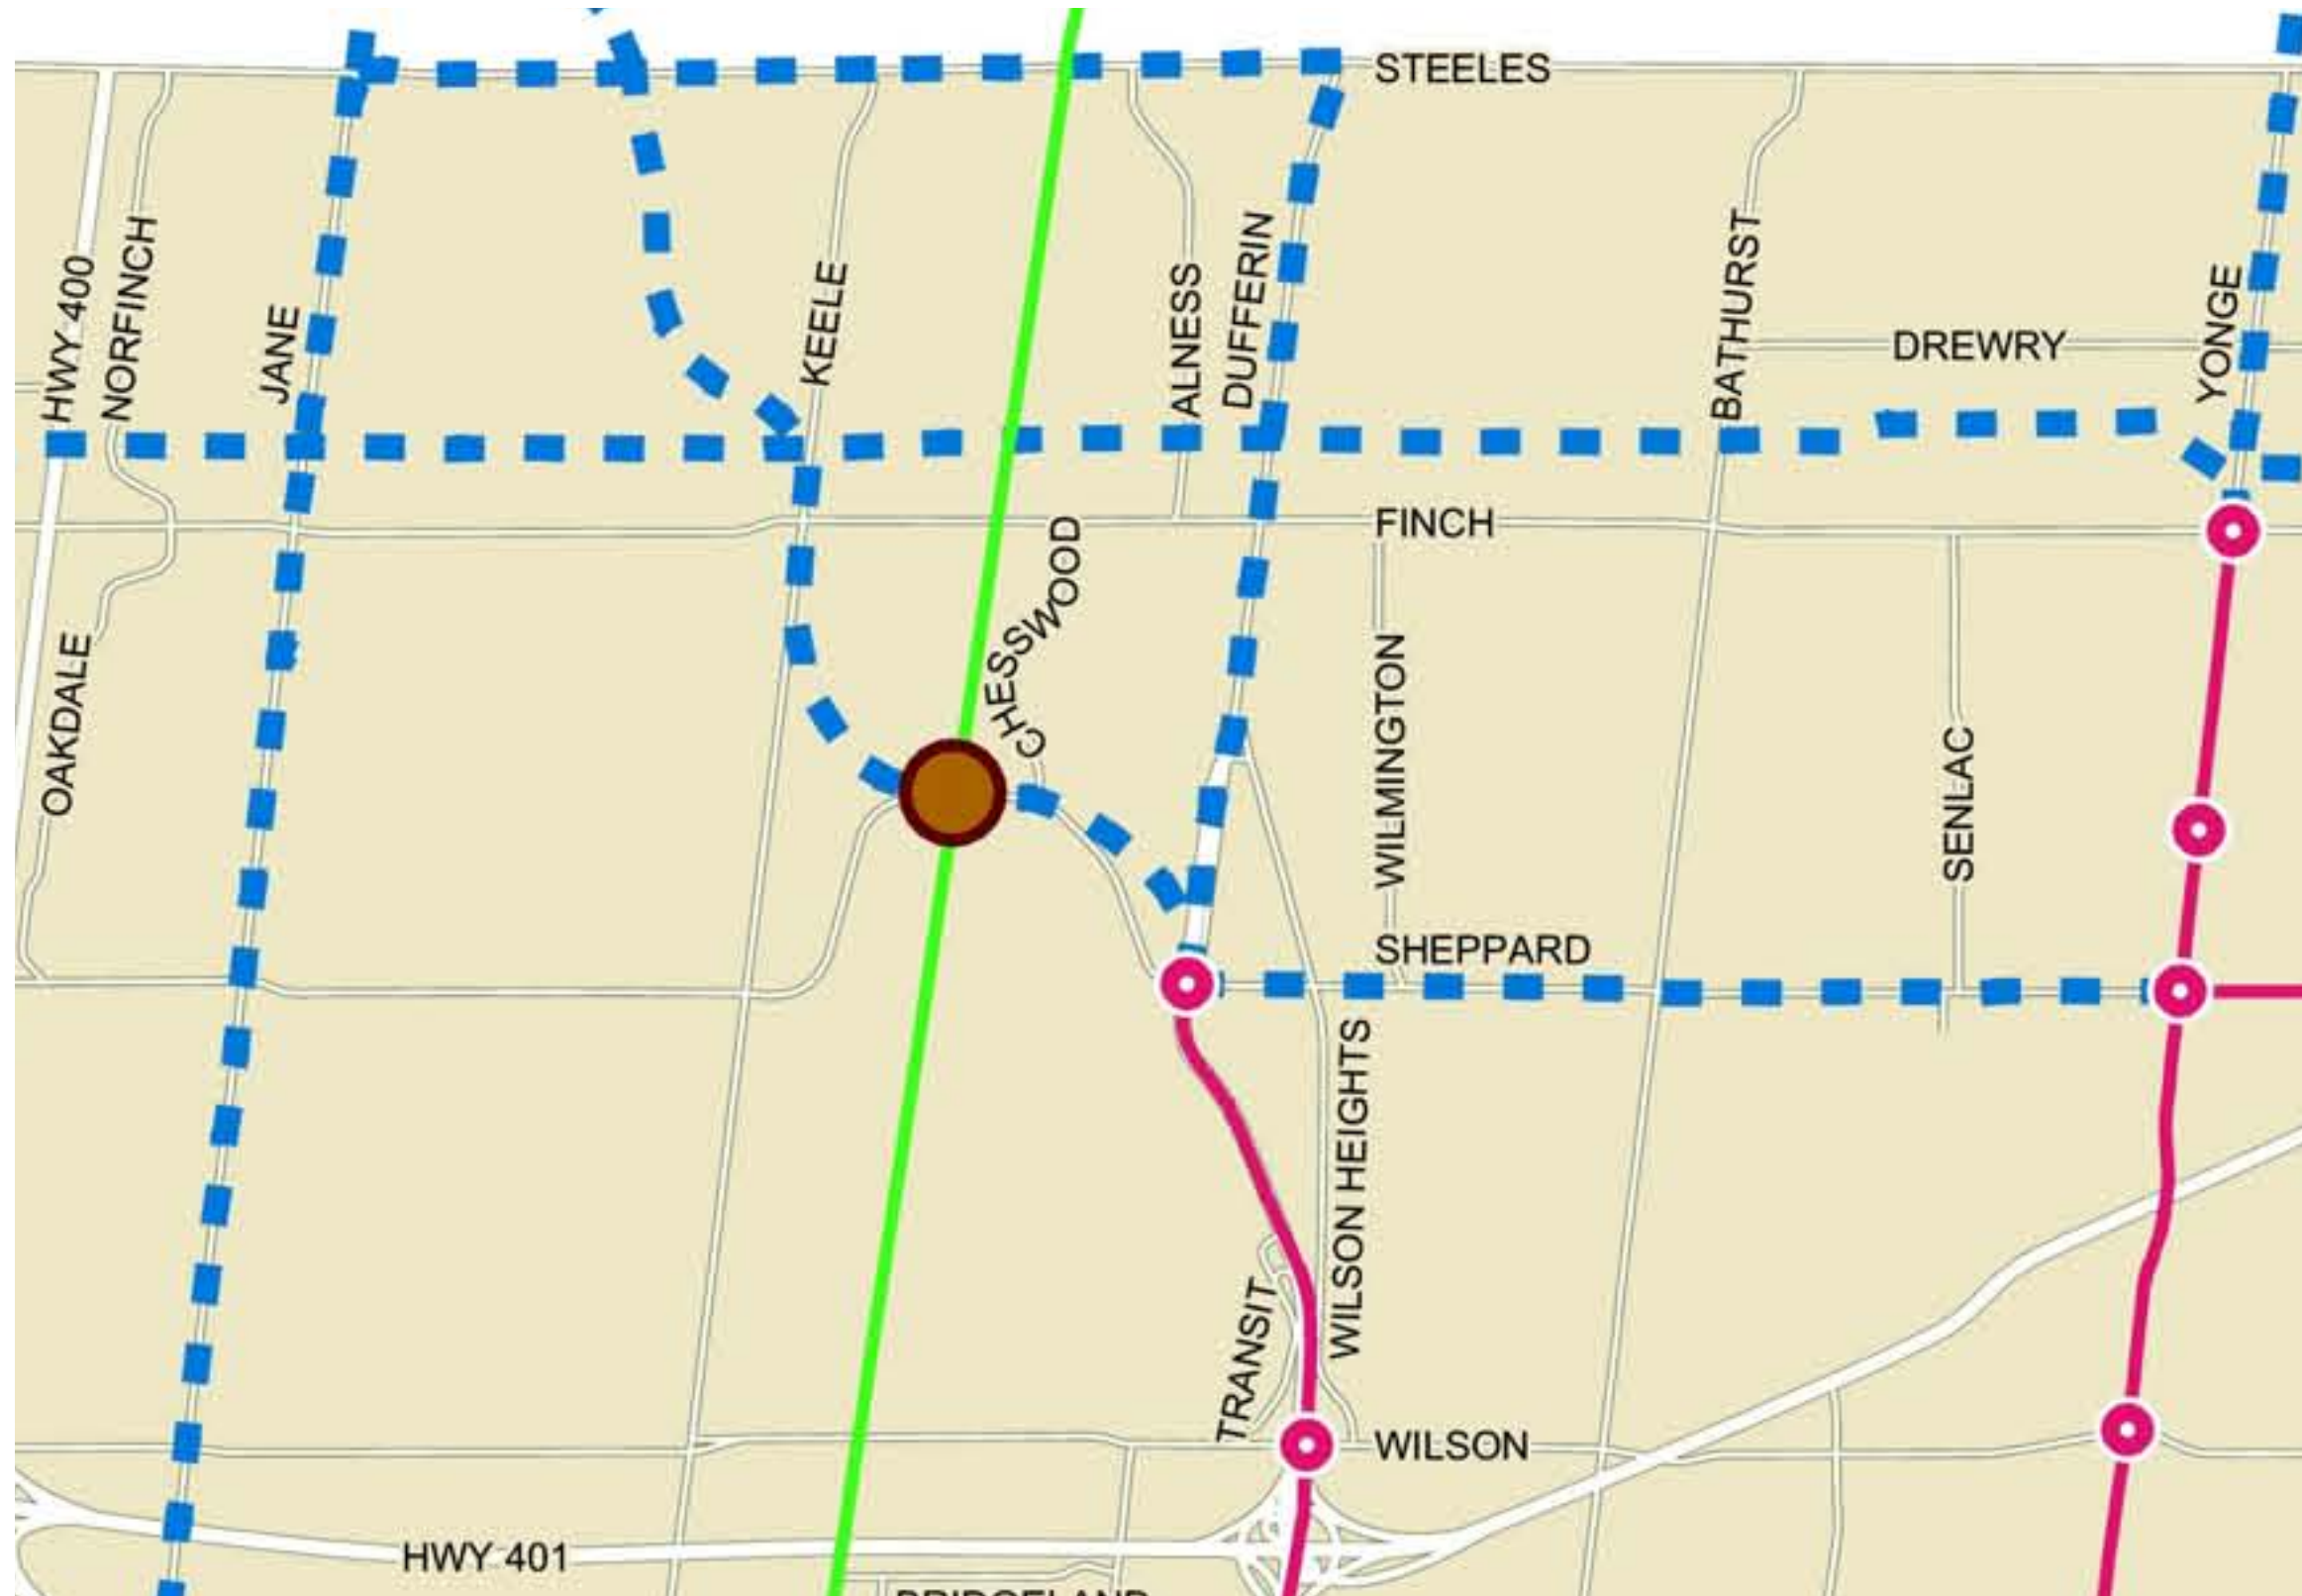 STEELES
HWY 400
NORFINCH
JANE
KEELE
ALNESS
DUFFERIN
BATHURST
DREWRY
YONGE
FINCH
CHESSWOOD
OAKDALE
WILMINGTON
SENLAC
SHEPPARD
WILSON HEIGHTS
TRANSIT
WILSON
HWY 401
BRIDGELAND